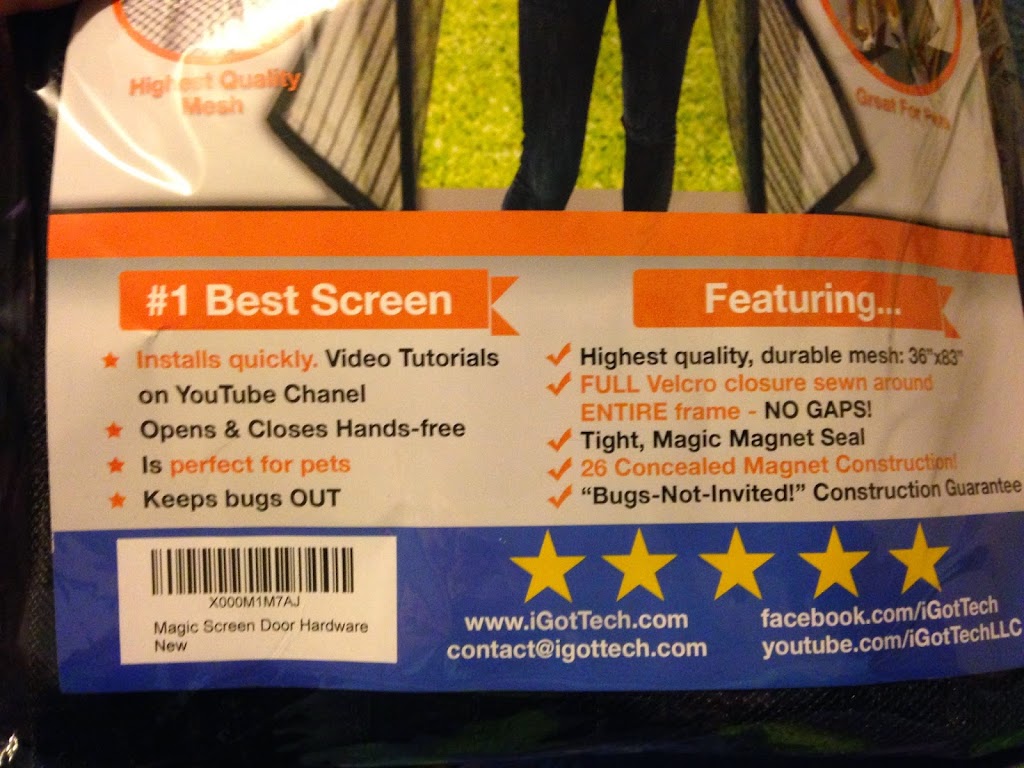 Highest Quality
Mesh
Great For Pets
#1 Best Screen
Installs quickly. Video Tutorials
on YouTube Chanel
Opens & Closes Hands-free
Is perfect for pets
Keeps bugs OUT
Featuring...
Highest quality, durable mesh: 36"x83"
FULL Velcro closure sewn around
ENTIRE frame - NO GAPS!
Tight, Magic Magnet Seal
26 Concealed Magnet Construction!
"Bugs-Not-Invited!" Construction Guarantee
X000M1M7AJ
Magic Screen Door Hardware
New
www.iGotTech.com
contact@igottech.com
facebook.com/iGotTech
youtube.com/iGotTechLLC